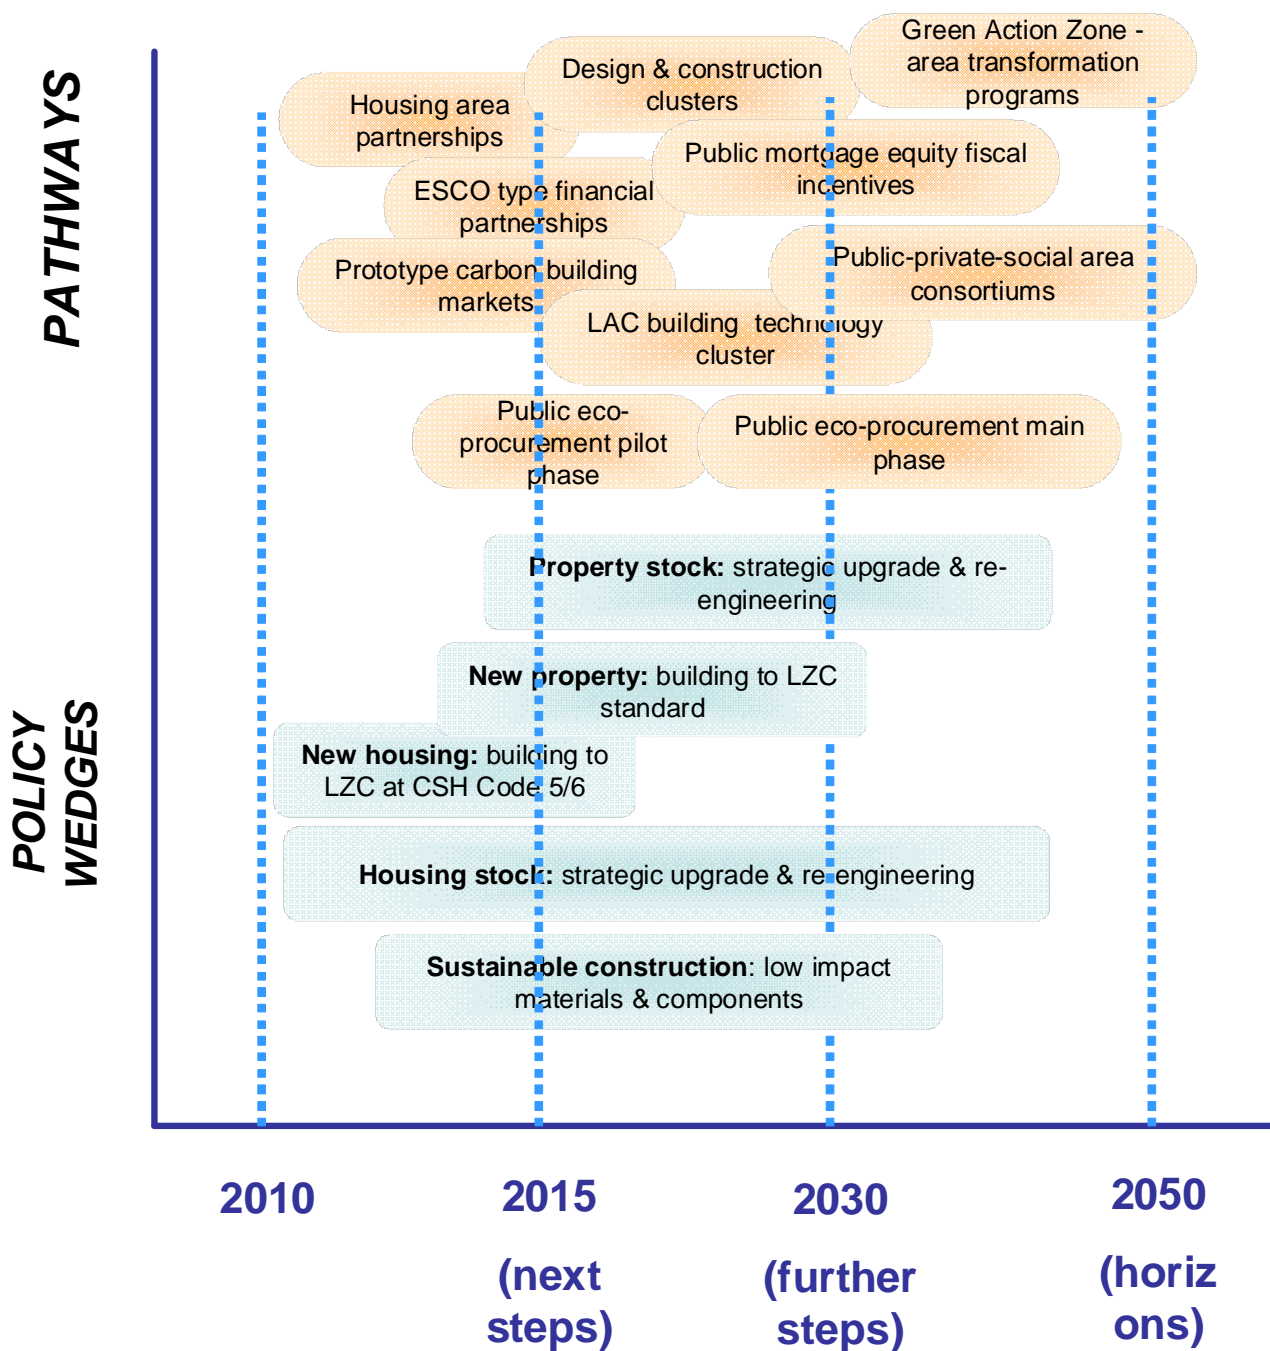 PATHWAYS
Green Action Zone -
area transformation
programs
Design & construction
clusters
Housing area
partnerships
Public mortgage equity fiscal
incentives
ESCO type financial
partnerships
Public-private-social area
consortiums
Prototype carbon building
markets
LAC building technology
cluster
Public eco-
procurement pilot
phase
Public eco-procurement main
phase
POLICY
WEDGES
Property stock: strategic upgrade & re-
engineering
New property: building to LZC
standard
New housing: building to
LZC at CSH Code 5/6
Housing stock: strategic upgrade & re-engineering
Sustainable construction: low impact
materials & components
2010
2015
(next
steps)
2030
(further
steps)
2050
(horiz
ons)